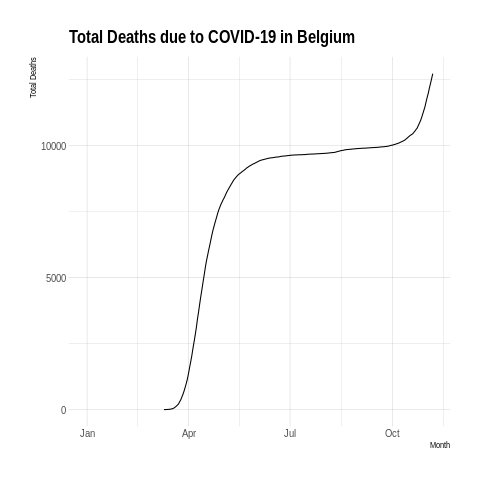 Total Deaths due to COVID-19 in Belgium
Total Deaths
10000
5000
0
Jan Apr Jul Oct
Month